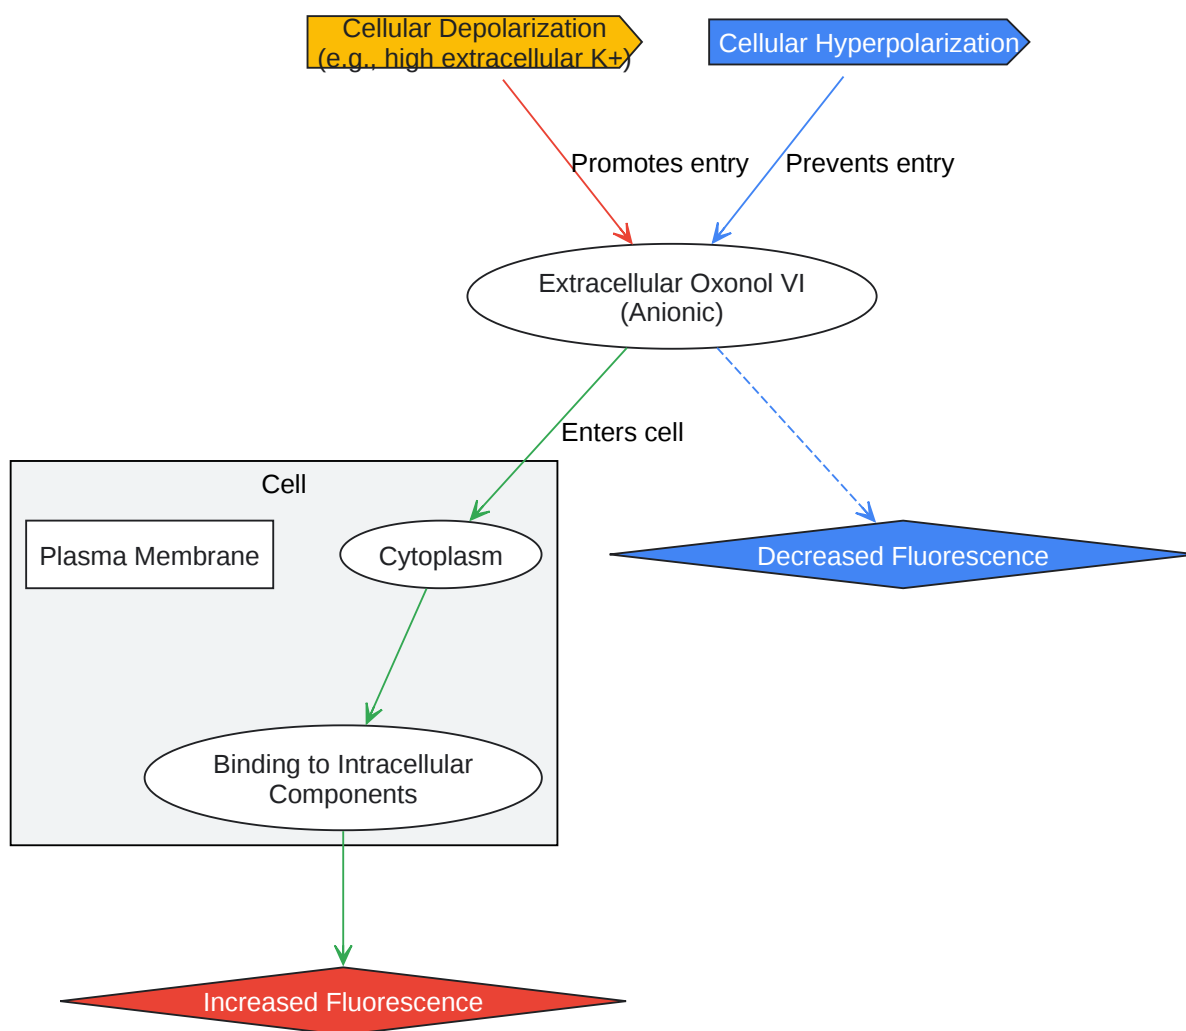 Cellular Depolarization
(e.g., high extracellular K+)
Cellular Hyperpolarization
Promotes entry
Prevents entry
Extracellular Oxonol VI
(Anionic)
Enters cell
Cell
Plasma Membrane
Cytoplasm
Decreased Fluorescence
Binding to Intracellular
Components
Increased Fluorescence